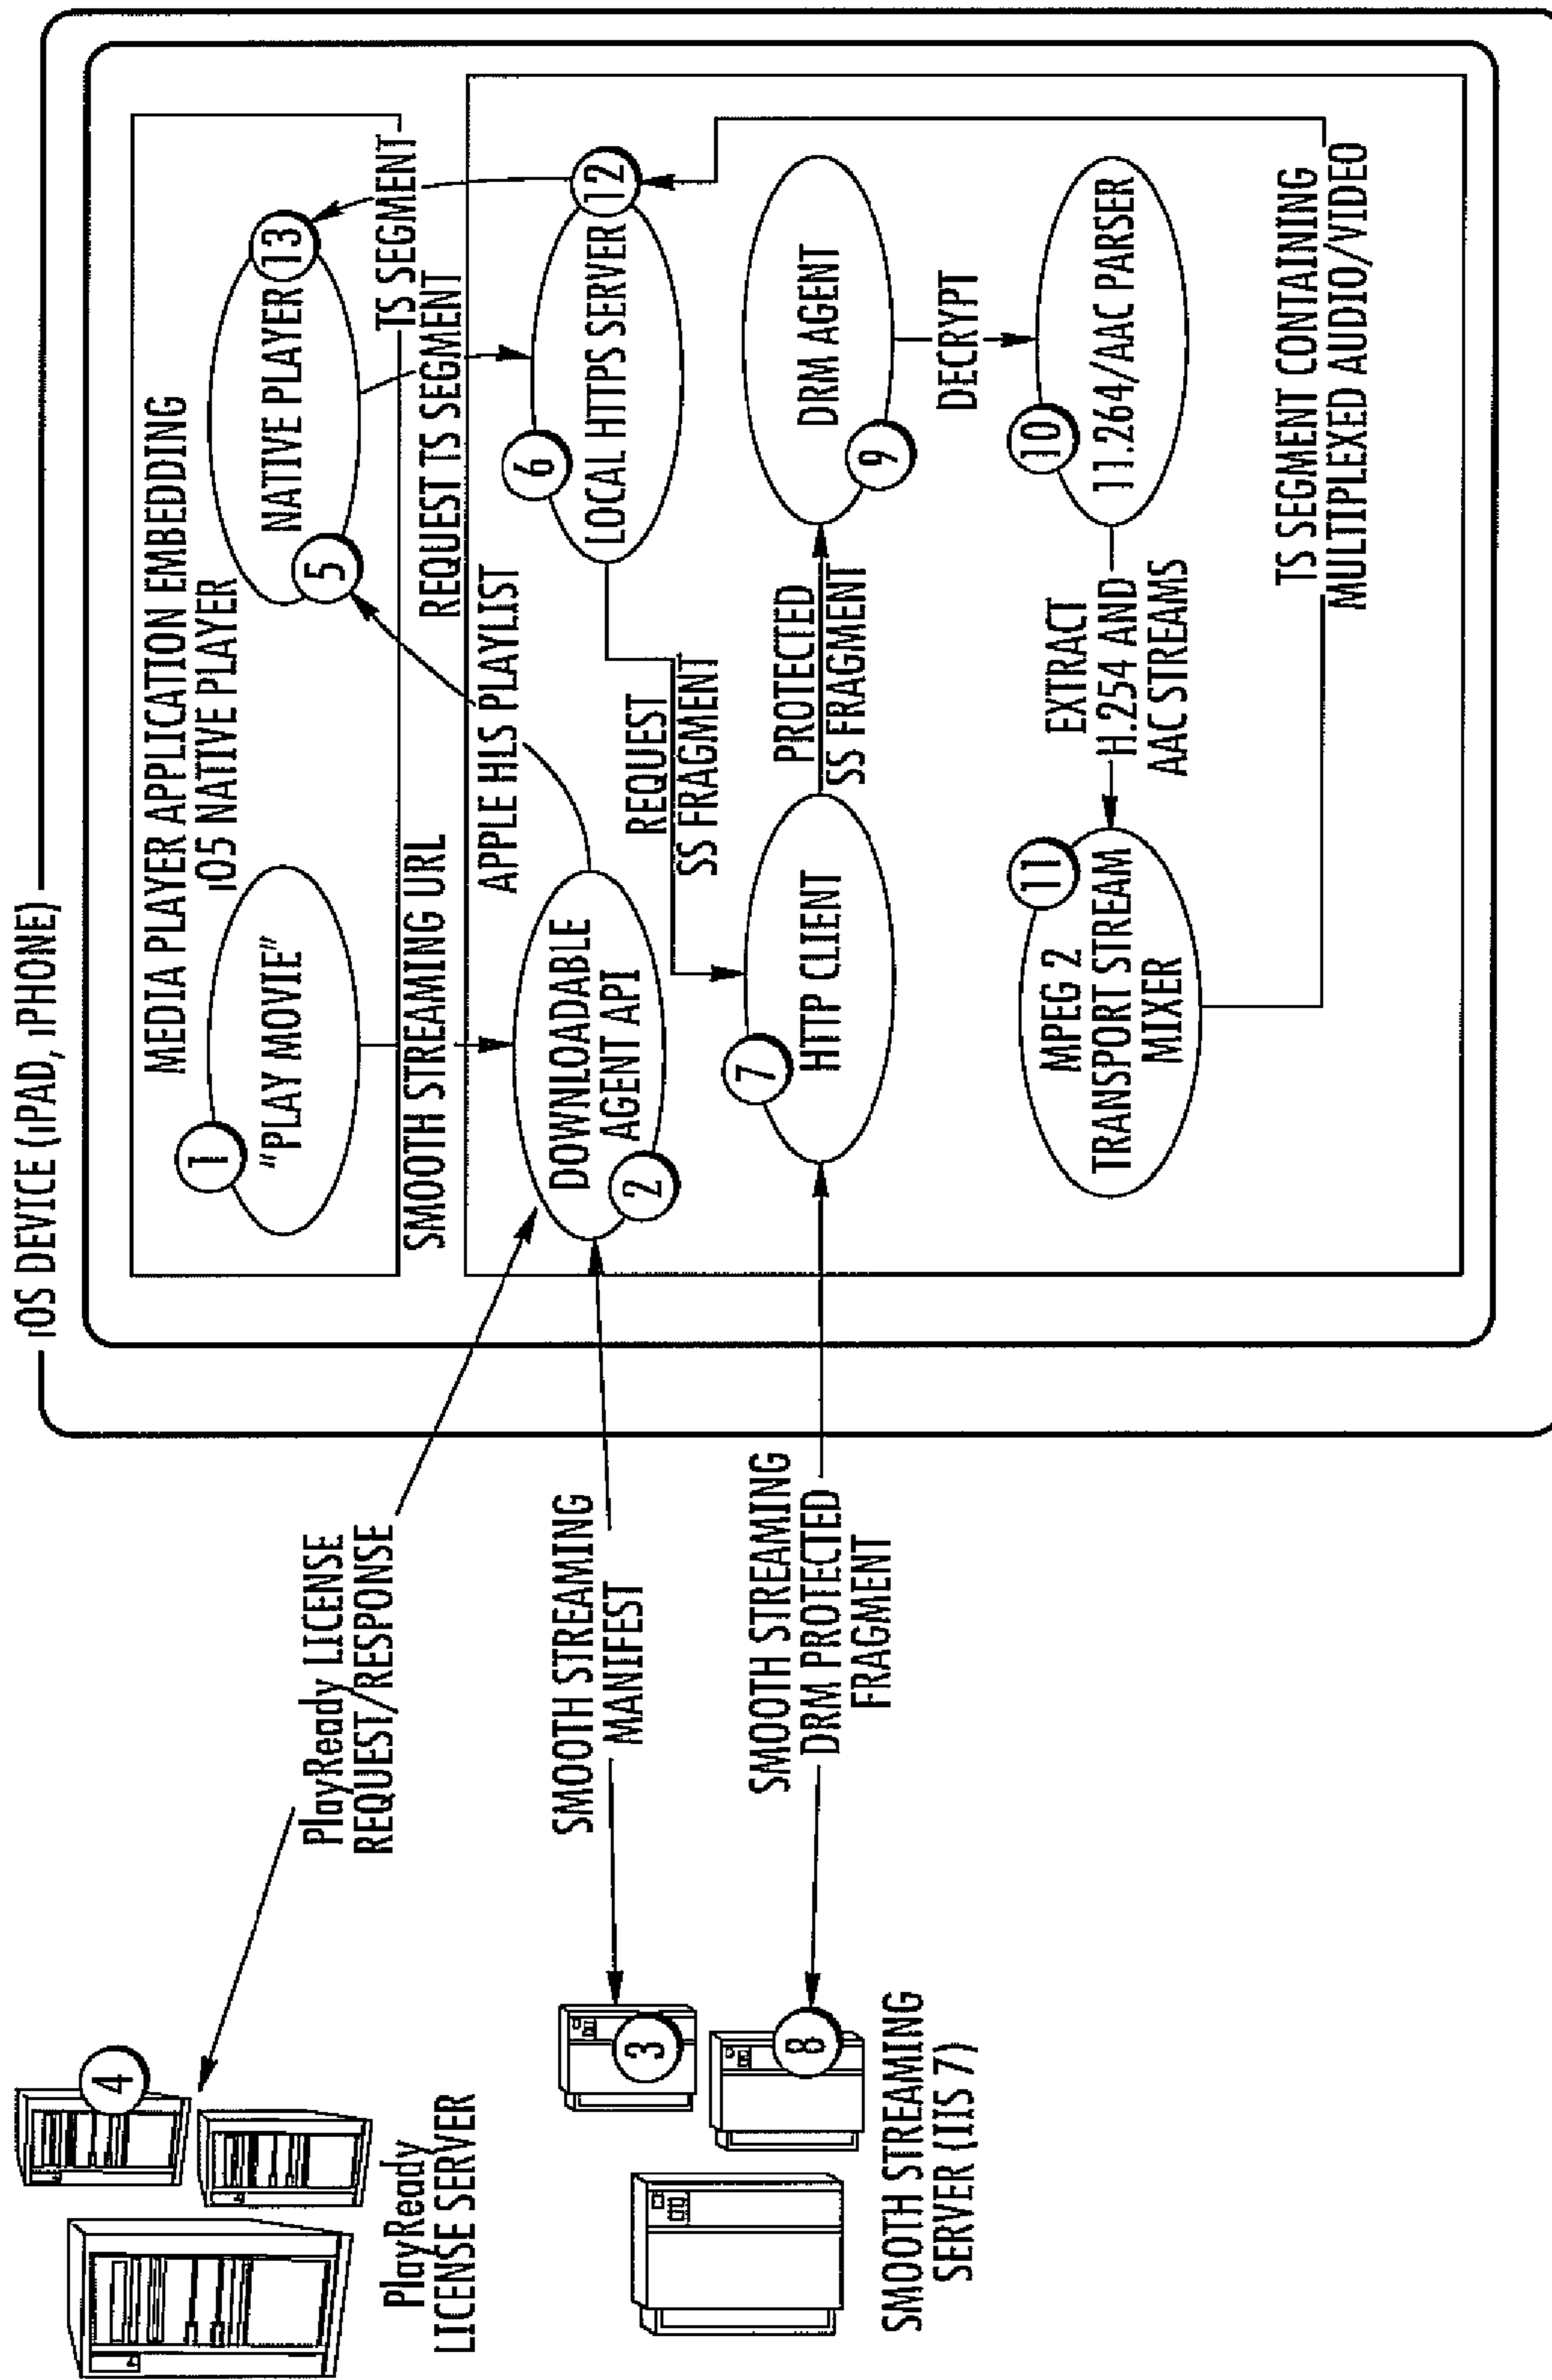 iOS DEVICE (iPAD, iPHONE)
MEDIA PLAYER APPLICATION EMBEDDING
iO5 NATIVE PLAYER
1
"PLAY MOVIE"
NATIVE PLAYER
5
13
TS SEGMENT
SMOOTH STREAMING URL
REQUEST TS SEGMENT
APPLE HLS PLAYLIST
DOWNLOADABLE
AGENT API
2
6
LOCAL HTTPS SERVER
12
REQUEST
SS FRAGMENT
7
HTTP CLIENT
PROTECTED
SS FRAGMENT
DRM AGENT
9
DECRYPT
10
11.264/AAC PARSER
EXTRACT
H.254 AND
AAC STREAMS
11
MPEG 2
TRANSPORT STREAM
MIXER
TS SEGMENT CONTAINING
MULTIPLEXED AUDIO/VIDEO
PlayReady LICENSE
REQUEST/RESPONSE
SMOOTH STREAMING
MANIFEST
SMOOTH STREAMING
DRM PROTECTED
FRAGMENT
4
PlayReady
LICENSE SERVER
3
8
SMOOTH STREAMING
SERVER (IIS 7)